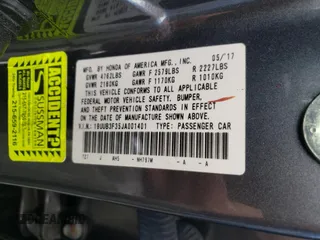 MFD. BY HONDA OF AMERICA MFG., INC. 05/17
GVWR 4762LBS GAWR F 2579LBS R 2227LBS
GVWR 2160KG GAWR F 1170KG R 1010KG
THIS VEHICLE CONFORMS TO ALL APPLICABLE
FEDERAL MOTOR VEHICLE SAFETY, BUMPER,
AND THEFT PREVENTION STANDARDS IN EFFECT
ON THE DATE OF MANUFACTURE SHOWN ABOVE.
19UUB3F35JA001401 TYPE: PASSENGER CAR
NH797M - A - A
ACCIDENT?
SUSSMAN